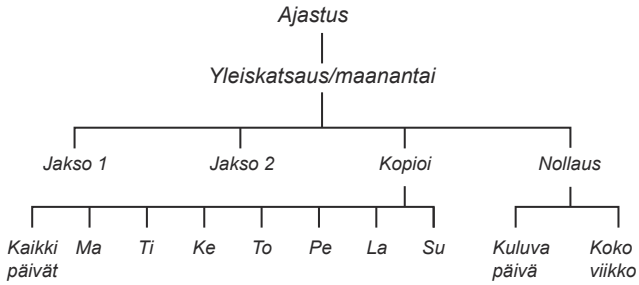 Ajastus
Yleiskatsaus/maanantai
Jakso 1 Jakso 2 Kopioi Nollaus
Kaikki päivät Ma Ti Ke To Pe La Su Kuluva päivä Koko viikko